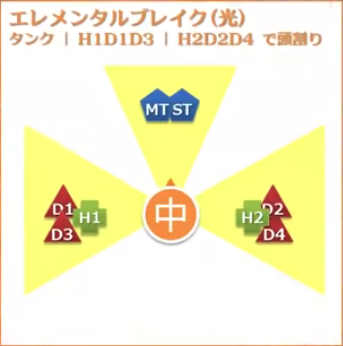 エレメンタルブレイク(光)
タンク | H1D1D3 | H2D2D4 で頭割り
MT ST
D1 H1 中 H2 D2
D3 D4